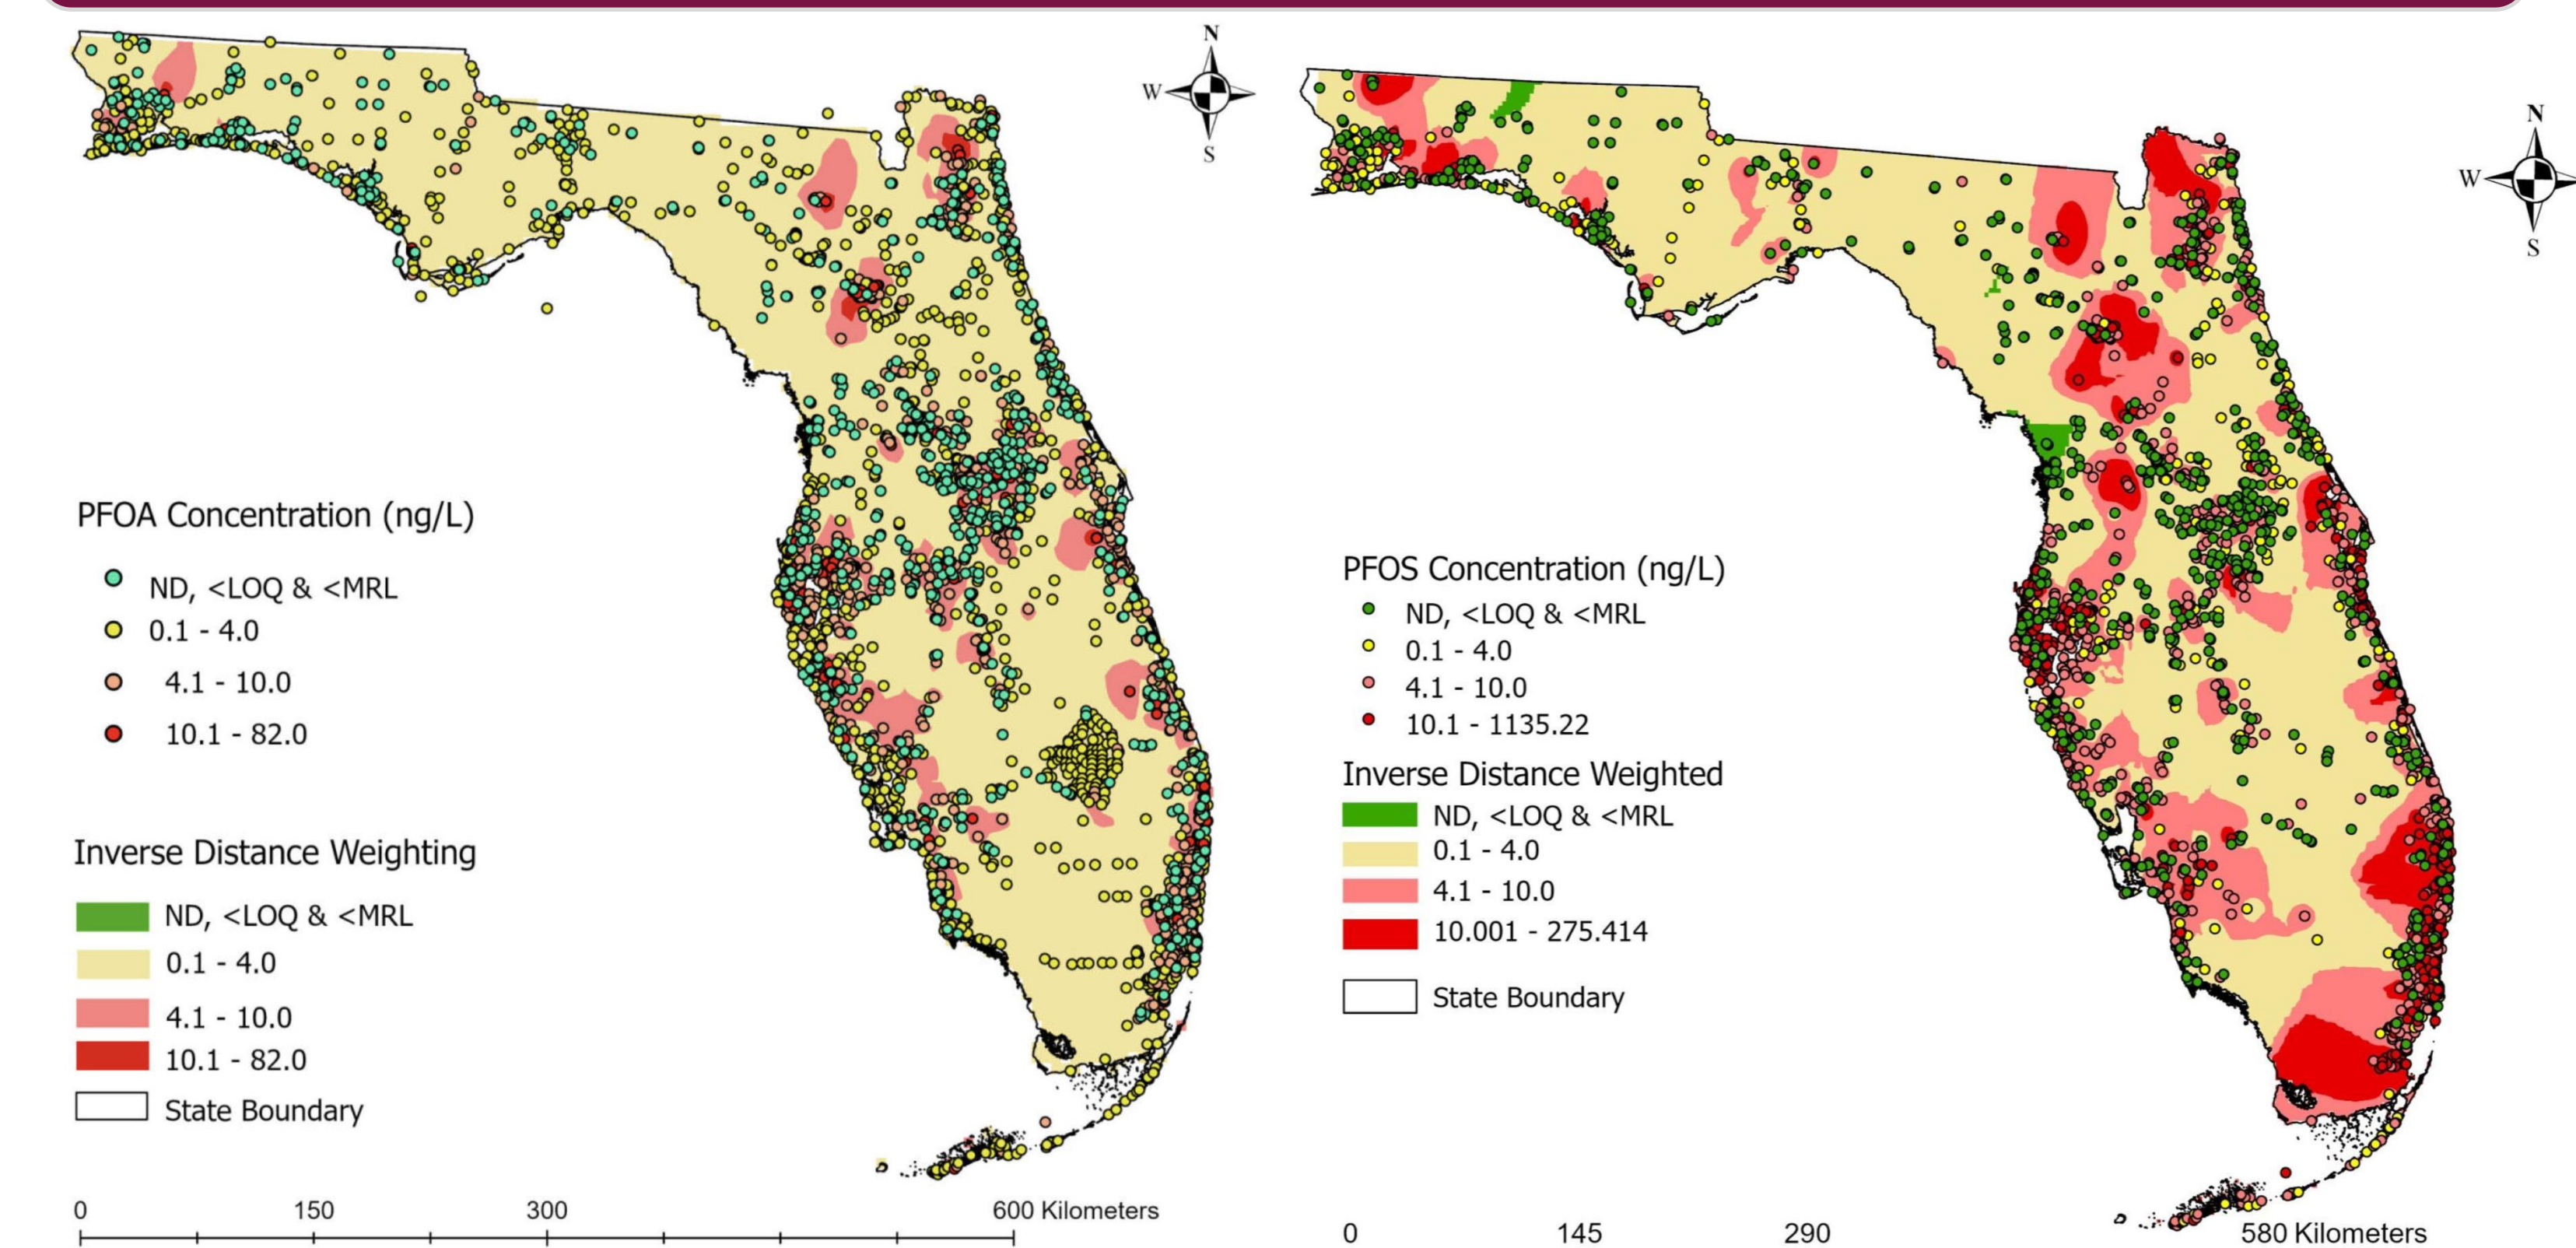 N
W
S
PFOA Concentration (ng/L)
ND, <LOQ & <MRL
0.1 - 4.0
4.1 - 10.0
10.1 - 82.0
Inverse Distance Weighting
ND, <LOQ & <MRL
0.1 - 4.0
4.1 - 10.0
10.1 - 82.0
State Boundary
0 150 300 600 Kilometers
N
W
S
PFOS Concentration (ng/L)
ND, <LOQ & <MRL
0.1 - 4.0
4.1 - 10.0
10.1 - 1135.22
Inverse Distance Weighted
ND, <LOQ & <MRL
0.1 - 4.0
4.1 - 10.0
10.001 - 275.414
State Boundary
0 145 290 580 Kilometers